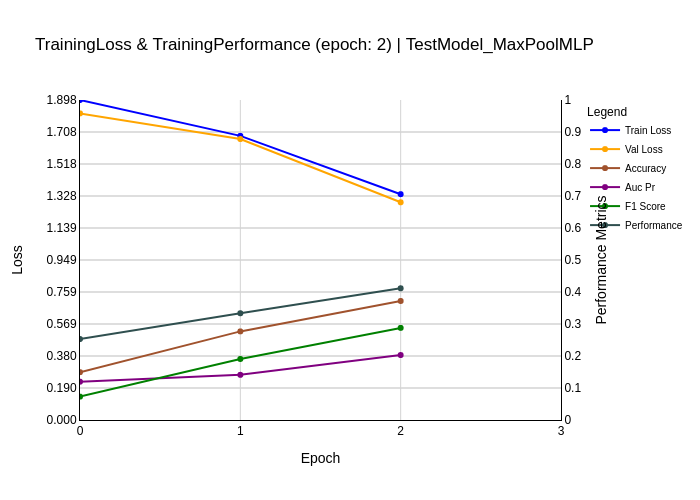 TrainingLoss & TrainingPerformance (epoch: 2) | TestModel_MaxPoolMLP
1.898
1.708
1.518
1.328
1.139
0.949
0.759
0.569
0.380
0.190
0.000
Loss
0
1
2
3
Epoch
1
0.9
0.8
0.7
0.6
0.5
0.4
0.3
0.2
0.1
0
Performance Metrics
Legend
Train Loss
Val Loss
Accuracy
Auc Pr
F1 Score
Performance